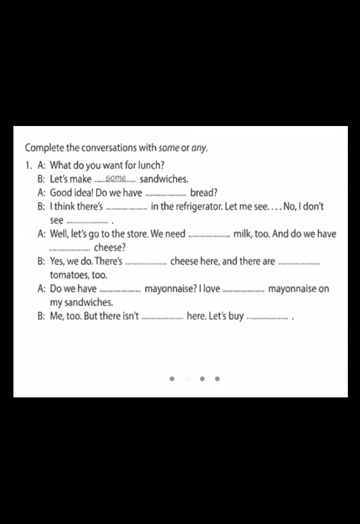 Complete the conversations with some or any.
1. A: What do you want for lunch?
B: Let's make .....some..... sandwiches.
A: Good idea! Do we have .................... bread?
B: I think there's .................... in the refrigerator. Let me see. . . . No, I don't
see .................... .
A: Well, let's go to the store. We need .................... milk, too. And do we have
.................... cheese?
B: Yes, we do. There's .................... cheese here, and there are ....................
tomatoes, too.
A: Do we have .................... mayonnaise? I love .................... mayonnaise on
my sandwiches.
B: Me, too. But there isn't .................... here. Let's buy .................... .